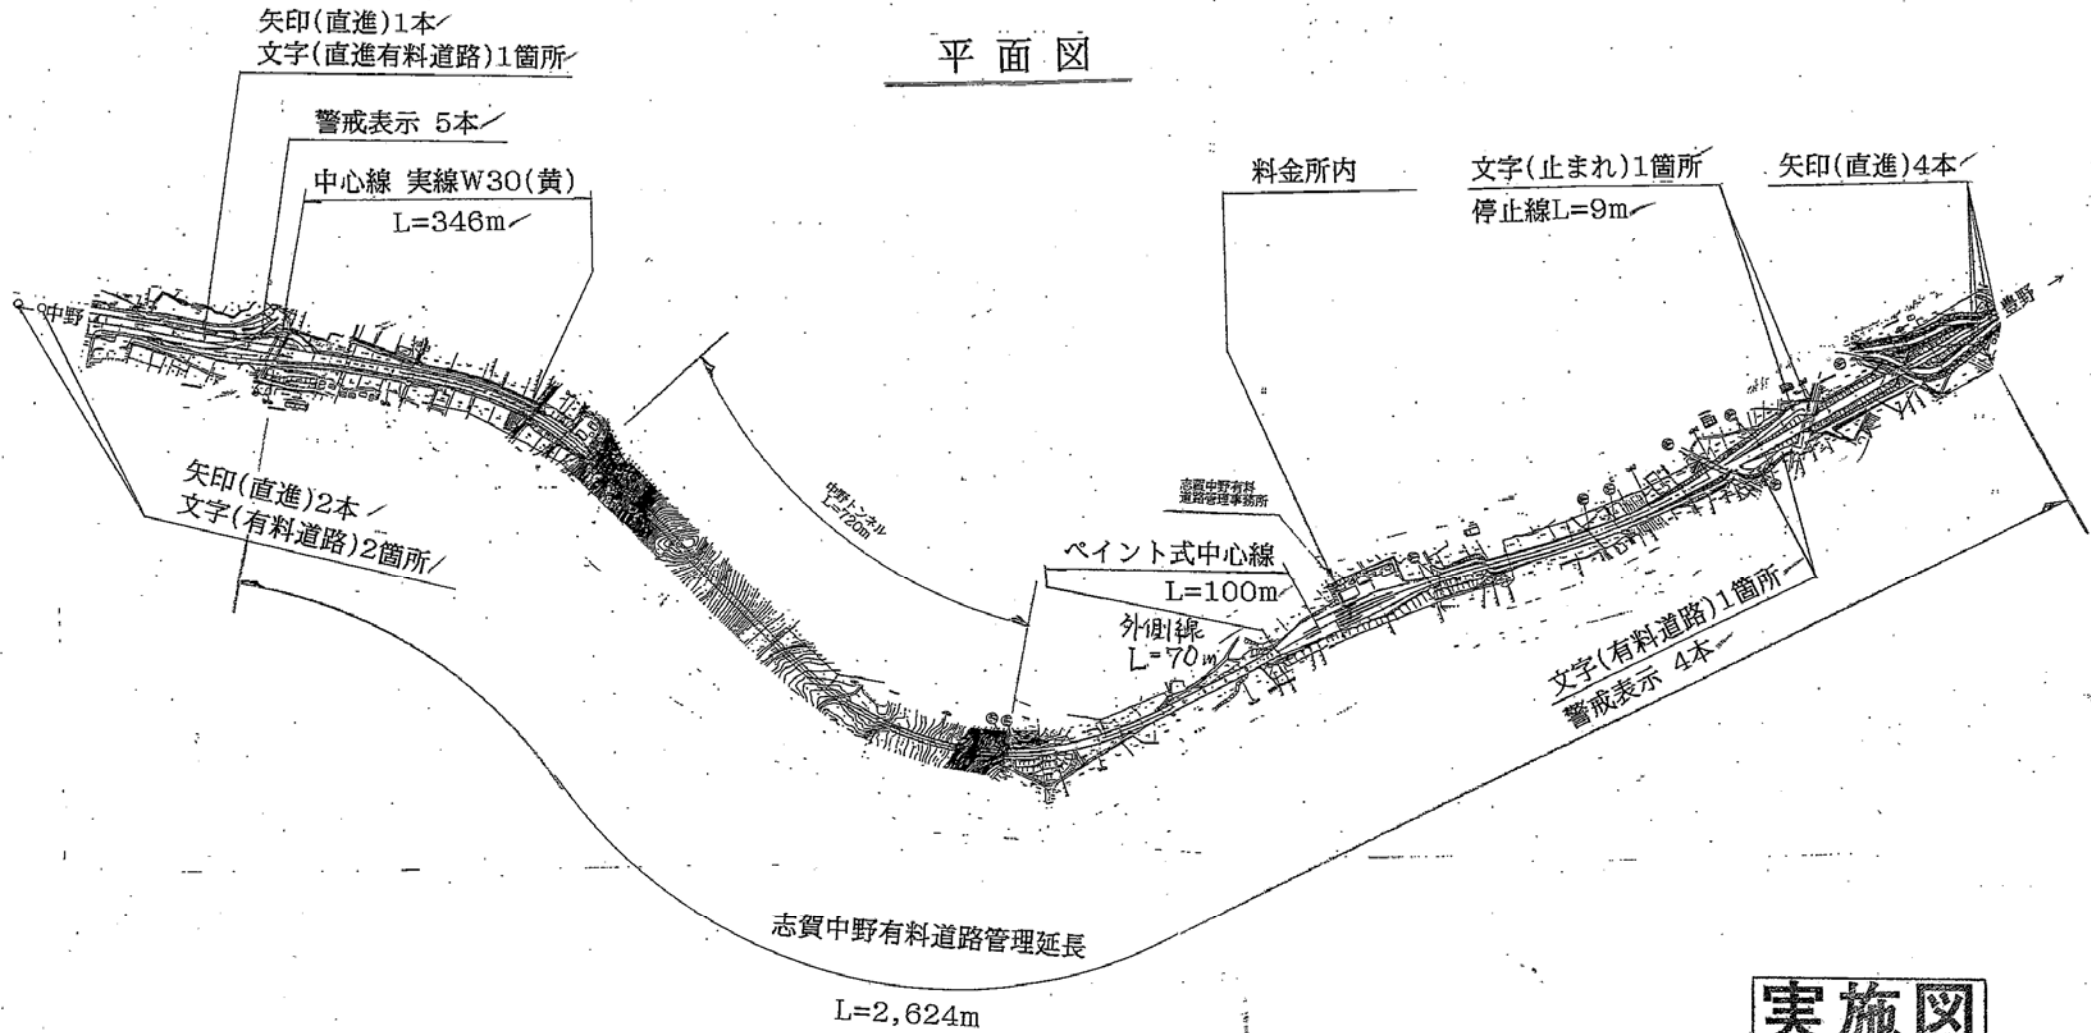 平面図
矢印(直進)1本
文字(直進有料道路)1箇所
警戒表示 5本
中心線 実線W30(黄)
L=346m
料金所内
文字(止まれ)1箇所
停止線L=9m
矢印(直進)4本
中野
豊野
矢印(直進)2本
文字(有料道路)2箇所
中野トンネル
L=720m
志賀中野有料
道路管理事務所
ペイント式中心線
L=100m
外側線
L=70m
文字(有料道路)1箇所
警戒表示 4本
志賀中野有料道路管理延長
L=2,624m
実施図